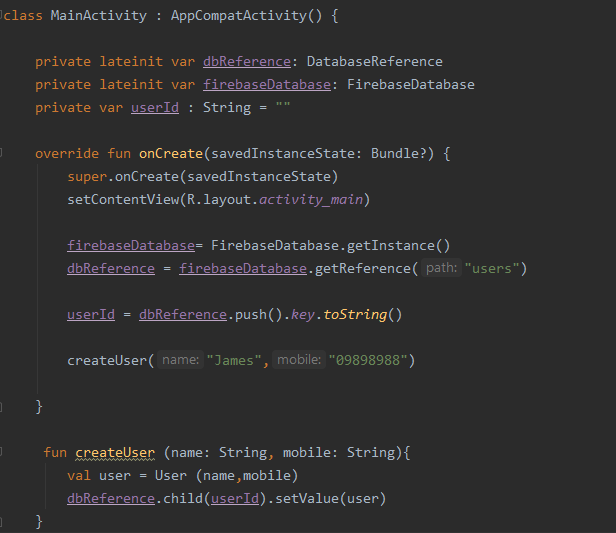 class MainActivity : AppCompatActivity() {
private lateinit var dbReference: DatabaseReference
private lateinit var firebaseDatabase: FirebaseDatabase
private var userId : String = ""
override fun onCreate(savedInstanceState: Bundle?) {
super.onCreate(savedInstanceState)
setContentView(R.layout.activity_main)
firebaseDatabase= FirebaseDatabase.getInstance()
dbReference = firebaseDatabase.getReference( path: "users")
userId = dbReference.push().key.toString()
createUser( name: "James", mobile: "09898988")
}
fun createUser (name: String, mobile: String){
val user = User (name,mobile)
dbReference.child(userId).setValue(user)
}